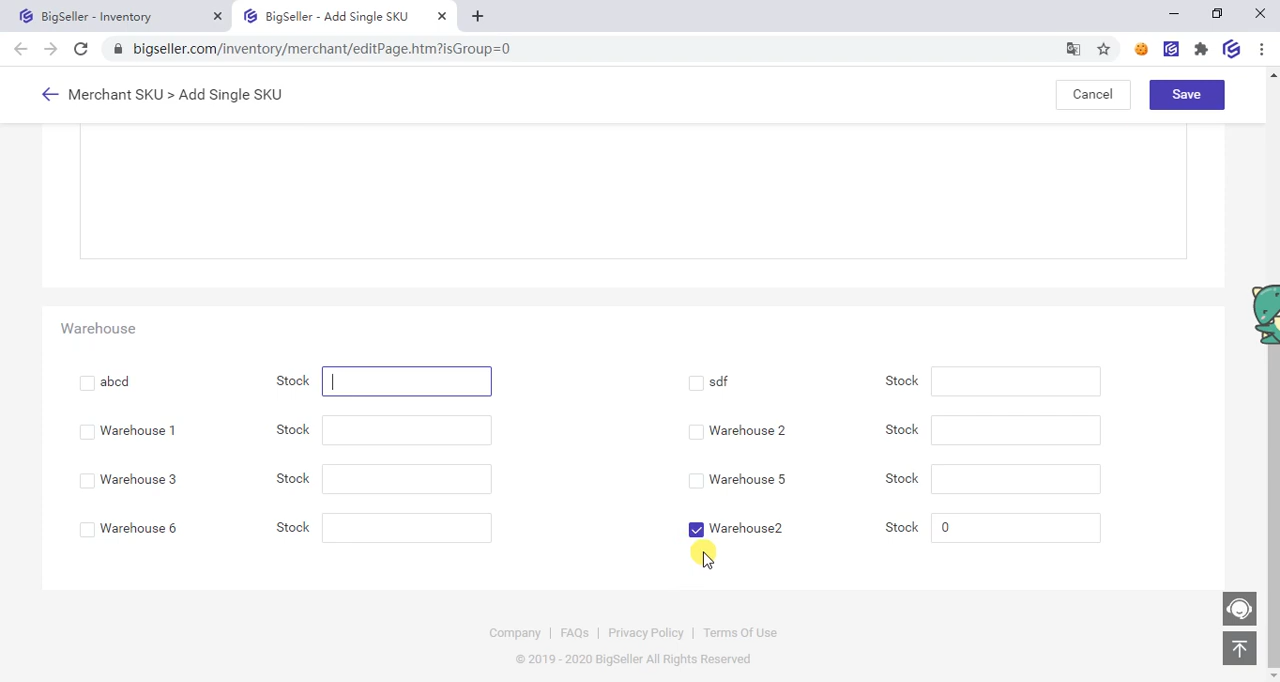 BigSeller - Inventory
BigSeller - Add Single SKU
bigseller.com/inventory/merchant/editPage.htm?isGroup=0
Merchant SKU > Add Single SKU
Cancel
Save
Warehouse
abcd Stock
sdf Stock
Warehouse 1 Stock
Warehouse 2 Stock
Warehouse 3 Stock
Warehouse 5 Stock
Warehouse 6 Stock
Warehouse2 Stock 0
Company | FAQs | Privacy Policy | Terms Of Use
© 2019 - 2020 BigSeller All Rights Reserved